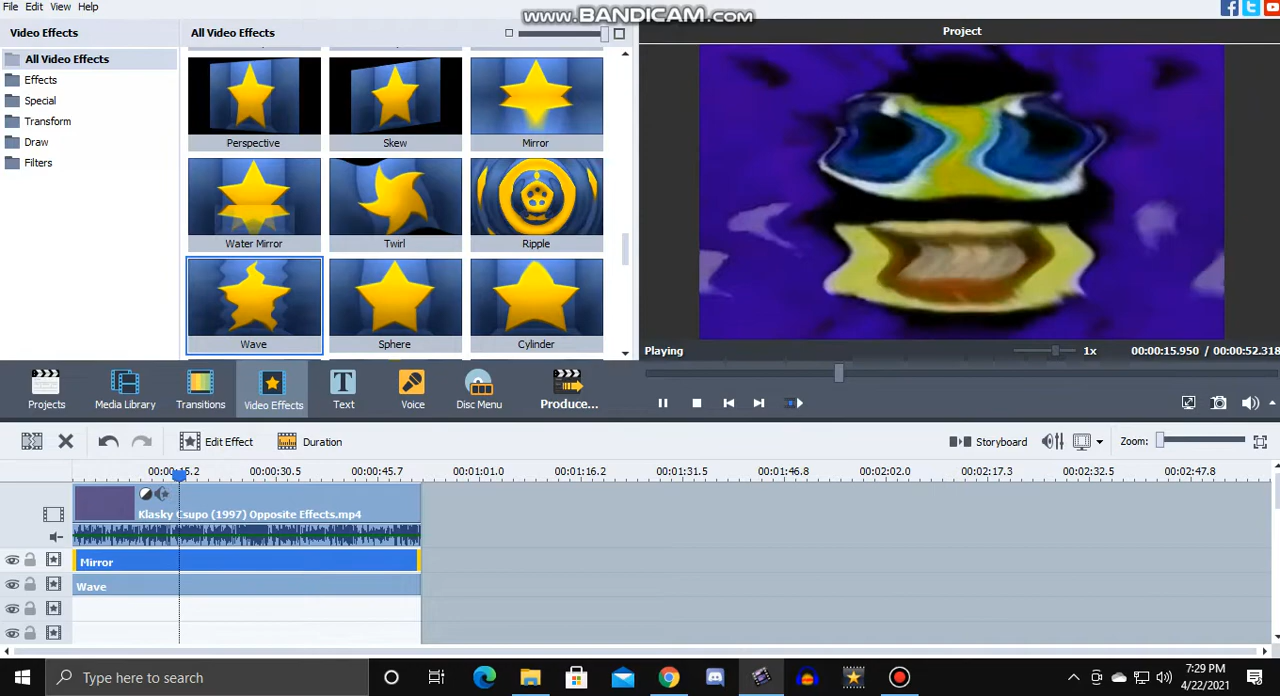 File Edit View Help
www.BANDICAM.com
Video Effects
All Video Effects
Project
All Video Effects
Effects
Special
Transform
Draw
Filters
Perspective
Skew
Mirror
Water Mirror
Twirl
Ripple
Wave
Sphere
Cylinder
Playing
1x
00:00:15.950 / 00:00:52.318
Projects
Media Library
Transitions
Video Effects
Text
Voice
Disc Menu
Produce...
Edit Effect
Duration
Storyboard
Zoom:
00:00:15.2 00:00:30.5 00:00:45.7 00:01:01.0 00:01:16.2 00:01:31.5 00:01:46.8 00:02:02.0 00:02:17.3 00:02:32.5 00:02:47.8
Klasky Csupo (1997) Opposite Effects.mp4
Mirror
Wave
Type here to search
7:29 PM
4/22/2021